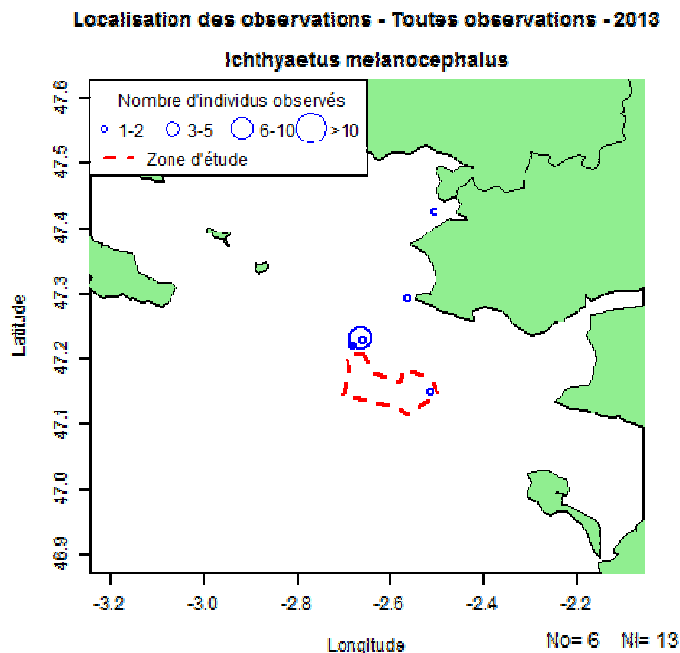 Localisation des observations - Toutes observations - 2013
Ichthyaetus melanocephalus
Nombre d'individus observés
1-2 3-5 6-10 >10
Zone d'étude
Latitude
47.6
47.5
47.4
47.3
47.2
47.1
47.0
46.9
-3.2 -3.0 -2.8 -2.6 -2.4 -2.2
Longitude
No= 6 NI= 13